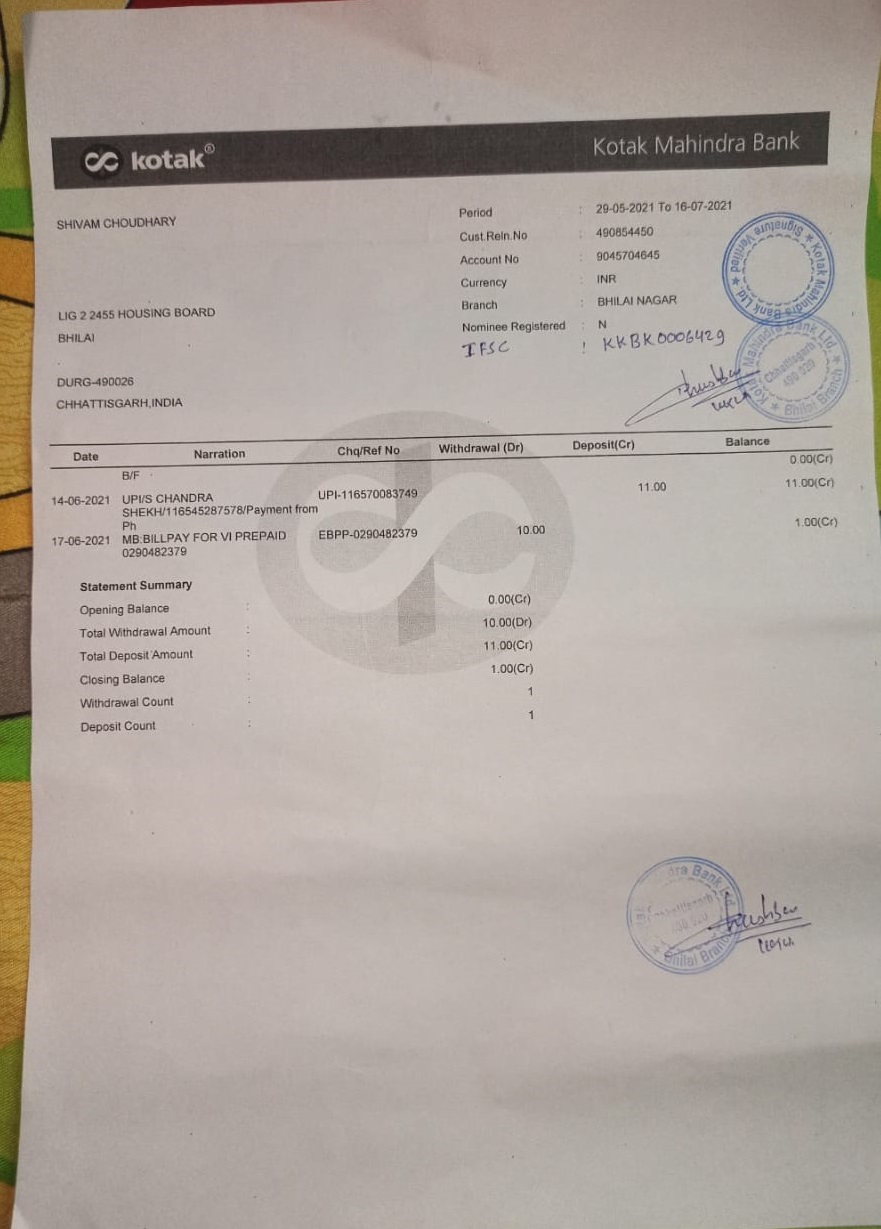 kotak®
Kotak Mahindra Bank
SHIVAM CHOUDHARY
LIG 2 2455 HOUSING BOARD
BHILAI
.
DURG-490026
CHHATTISGARH,INDIA
Period : 29-05-2021 To 16-07-2021
Cust.Reln.No : 490854450
Account No : 9045704645
Currency : INR
Branch : BHILAI NAGAR
Nominee Registered : N
IFSC : KKBK0006429
Signature Verified ★ Kotak Mahindra Bank Ltd. ★
Kotak Mahindra Bank Ltd. ★ Bhilai Branch ★
Chhattisgarh
490 020
Date Narration Chq/Ref No Withdrawal (Dr) Deposit(Cr) Balance
B/F 0.00(Cr)
14-06-2021 UPI/S CHANDRA UPI-116570083749 11.00 11.00(Cr)
SHEKH/116545287578/Payment from
Ph
17-06-2021 MB:BILLPAY FOR VI PREPAID EBPP-0290482379 10.00 1.00(Cr)
0290482379
Statement Summary
Opening Balance : 0.00(Cr)
Total Withdrawal Amount : 10.00(Dr)
Total Deposit Amount : 11.00(Cr)
Closing Balance : 1.00(Cr)
Withdrawal Count : 1
Deposit Count : 1
Bank Ltd. ★ Bhilai Branch